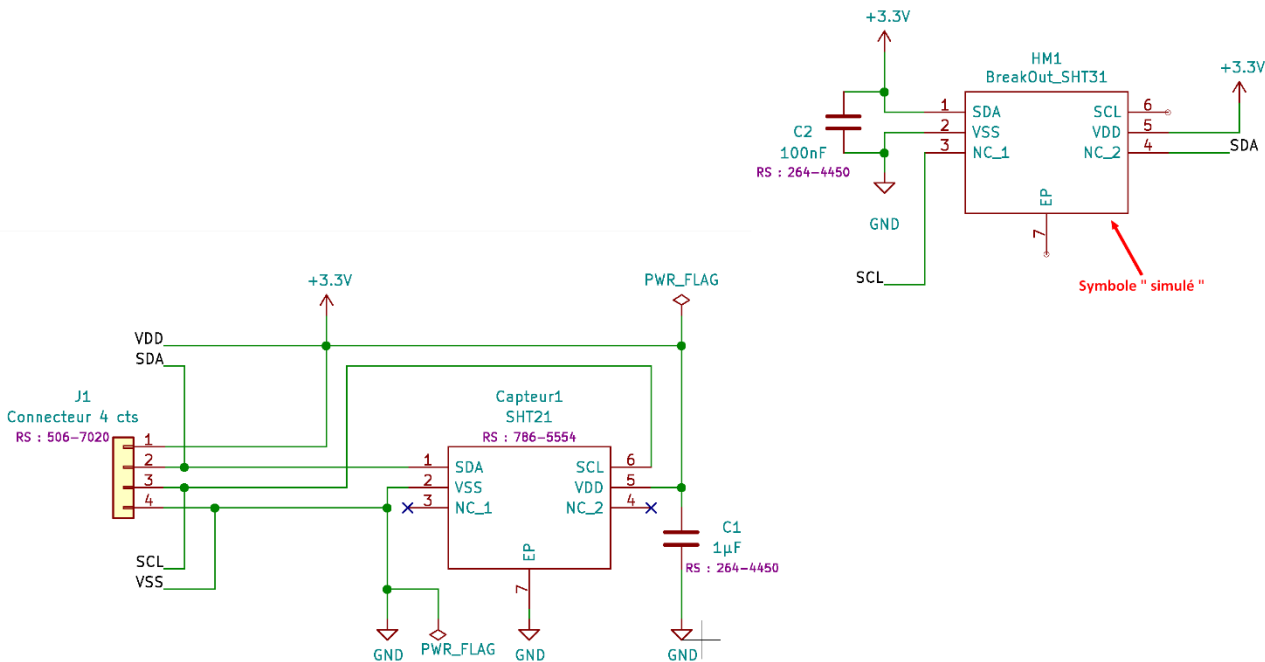 +3.3V
HM1
BreakOut_SHT31
+3.3V
C2
100nF
RS : 264-4450
1 SDA SCL 6
2 VSS VDD 5
3 NC_1 NC_2 4
SDA
EP
7
GND
SCL
Symbole " simulé "
+3.3V
PWR_FLAG
VDD
SDA
J1
Connecteur 4 cts
RS : 506-7020
1
2
3
4
Capteur1
SHT21
RS : 786-5554
1 SDA SCL 6
2 VSS VDD 5
3 NC_1 NC_2 4
EP
7
C1
1µF
RS : 264-4450
SCL
VSS
GND
PWR_FLAG
GND
GND